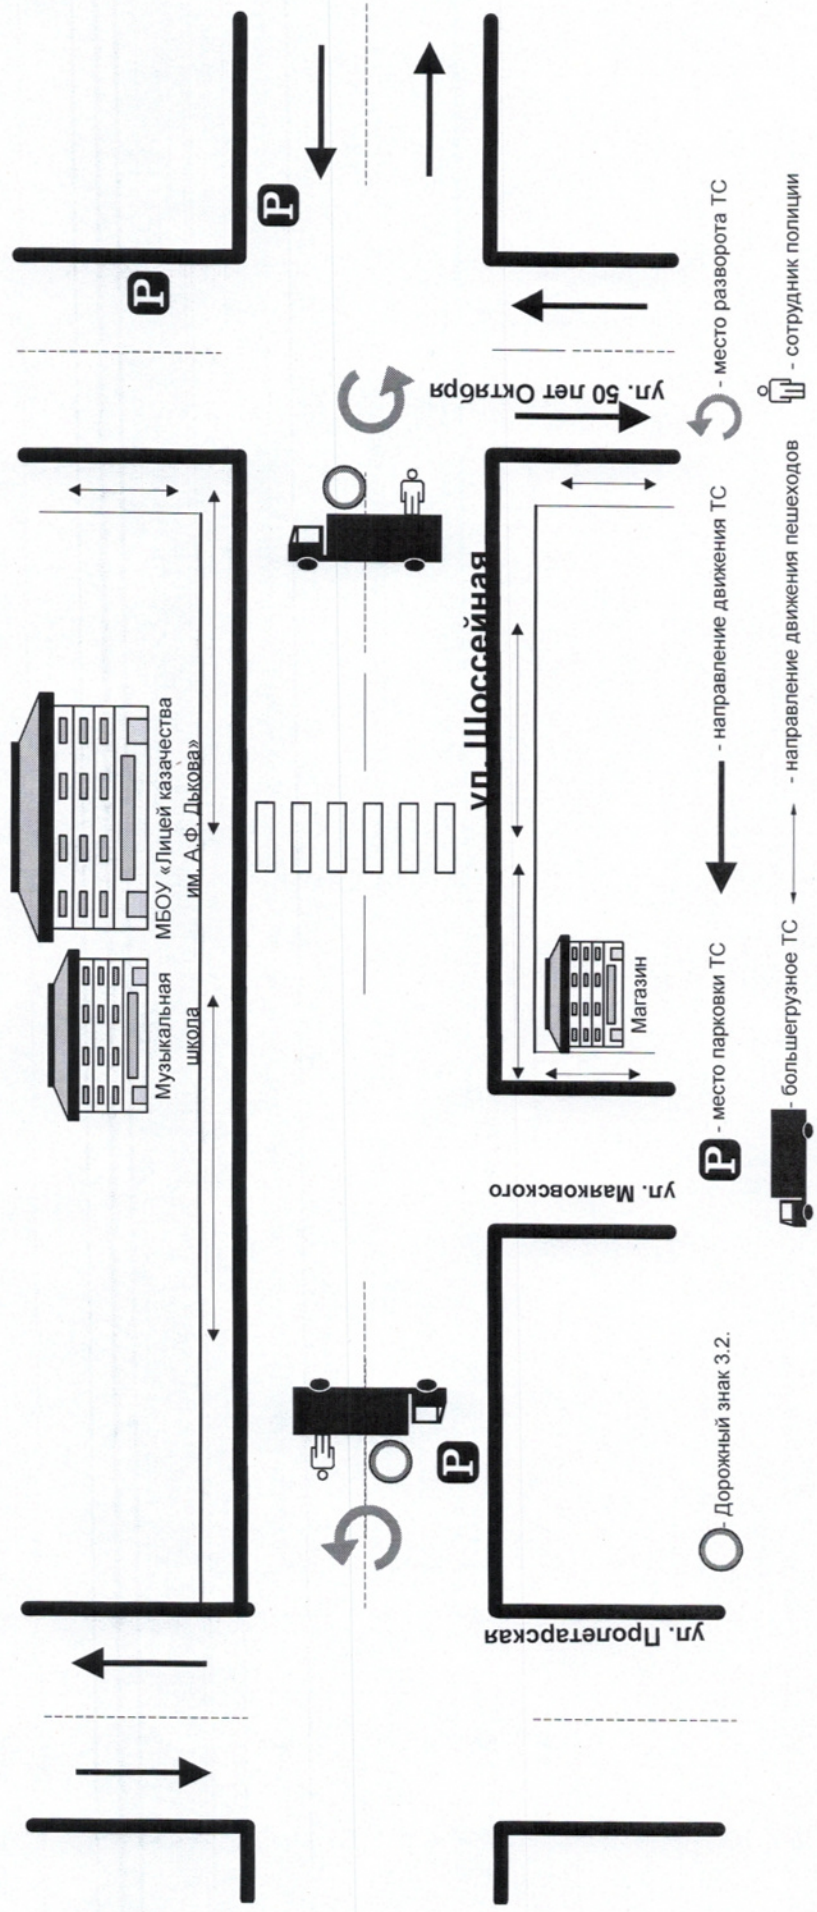 Музыкальная
школа
МБОУ «Лицей казачества
им. А.Ф. Дькова»
P
P
P
ул. Шоссейная
Магазин
ул. Пролетарская
ул. Маяковского
ул. 50 лет Октября
- Дорожный знак 3.2.
P - место парковки ТС
- направление движения ТС
- место разворота ТС
- большегрузное ТС
- направление движения пешеходов
- сотрудник полиции